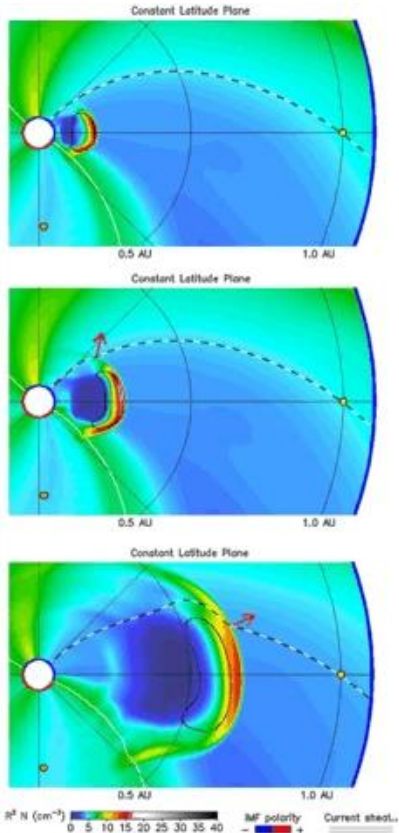 Constant Latitude Plane
0.5 AU 1.0 AU
Constant Latitude Plane
0.5 AU 1.0 AU
Constant Latitude Plane
0.5 AU 1.0 AU
R² N (cm⁻³) 0 5 10 15 20 25 30 35 40 IMF polarity - + Current sheet..